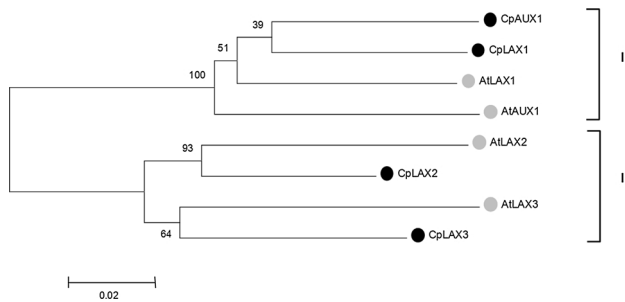 CpAUX1
39
CpLAX1
51
I
AtLAX1
100
AtAUX1
AtLAX2
93
CpLAX2
I
AtLAX3
64
CpLAX3
0.02